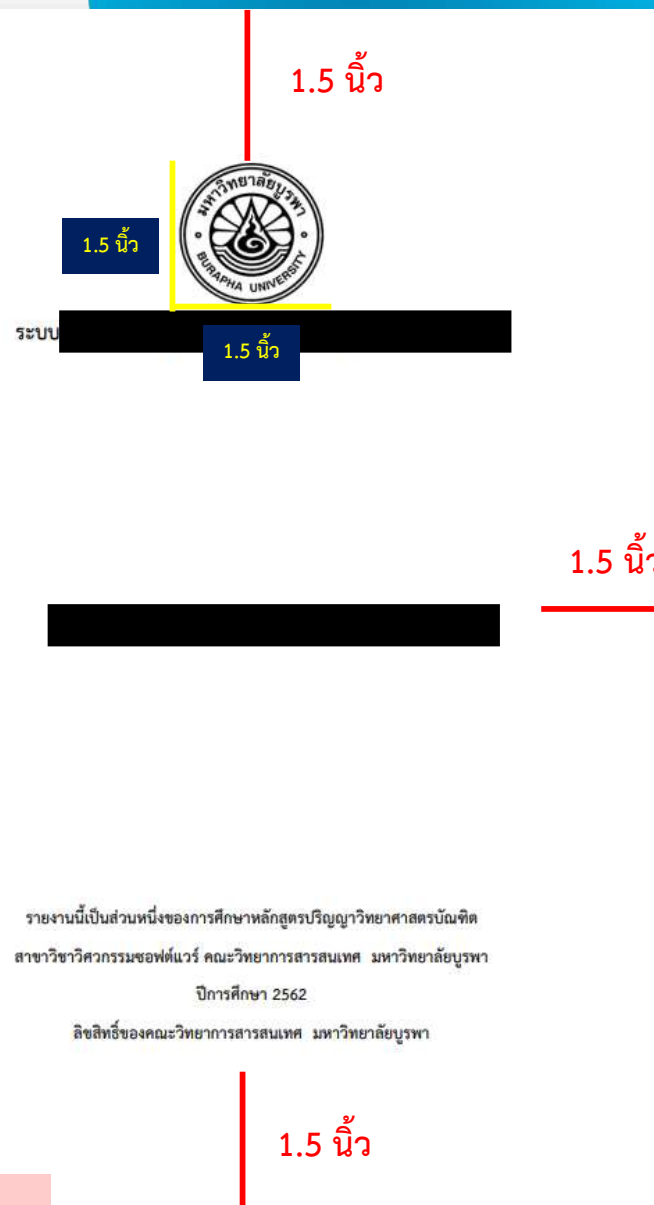 1.5 นิ้ว
มหาวิทยาลัยบูรพา
BURAPHA UNIVERSITY
1.5 นิ้ว
ระบบ
1.5 นิ้ว
1.5 นิ้ว
รายงานนี้เป็นส่วนหนึ่งของการศึกษาหลักสูตรปริญญาวิทยาศาสตรบัณฑิต
สาขาวิชาวิศวกรรมซอฟต์แวร์ คณะวิทยาการสารสนเทศ มหาวิทยาลัยบูรพา
ปีการศึกษา 2562
ลิขสิทธิ์ของคณะวิทยาการสารสนเทศ มหาวิทยาลัยบูรพา
1.5 นิ้ว